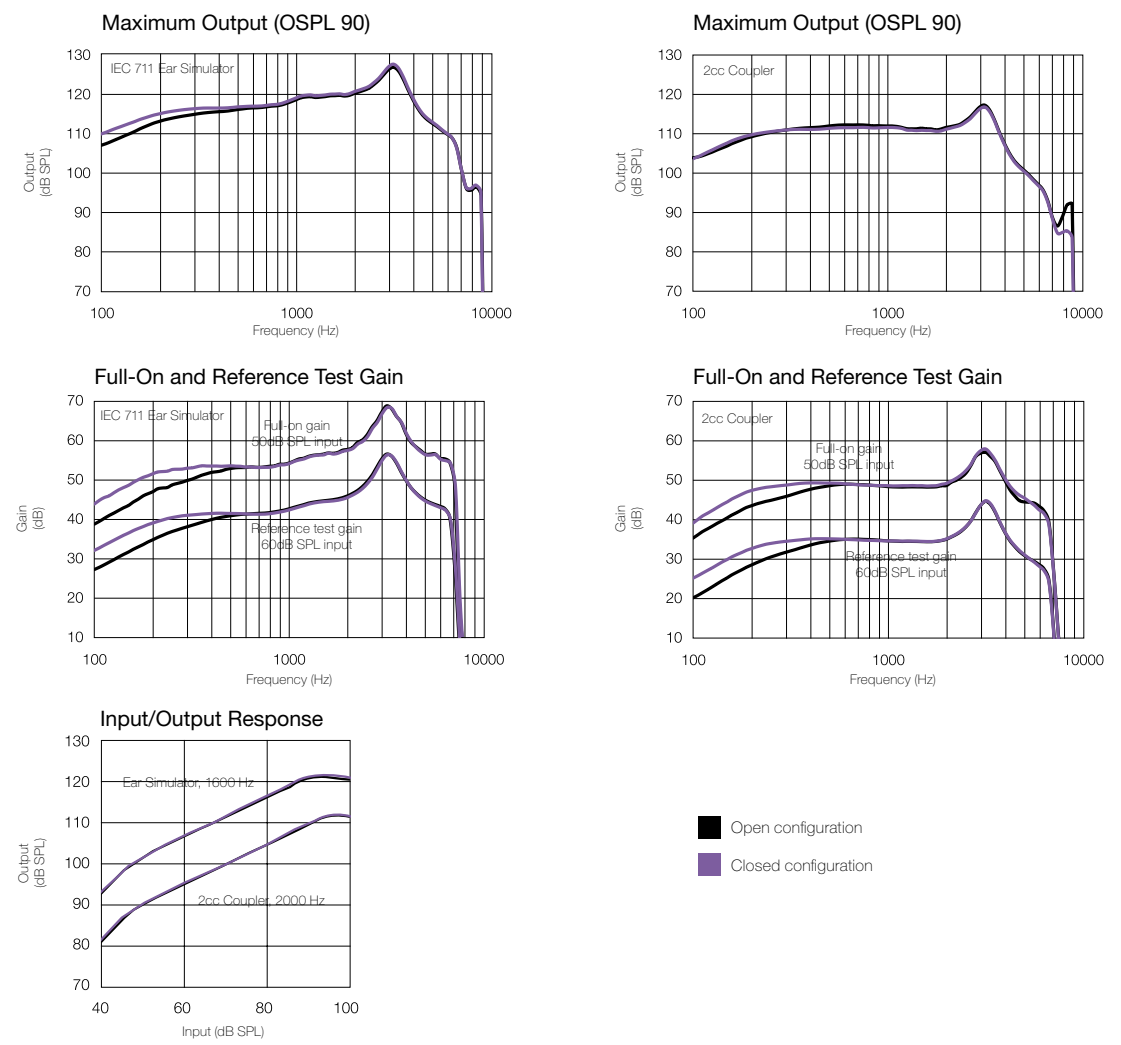 Maximum Output (OSPL 90)
130
120
110
100
90
80
70
IEC 711 Ear Simulator
Output
(dB SPL)
100
1000
10000
Frequency (Hz)
Maximum Output (OSPL 90)
130
120
110
100
90
80
70
2cc Coupler
Output
(dB SPL)
100
1000
10000
Frequency (Hz)
Full-On and Reference Test Gain
70
60
50
40
30
20
10
IEC 711 Ear Simulator
Full-on gain
50dB SPL input
Reference test gain
60dB SPL input
Gain
(dB)
100
1000
10000
Frequency (Hz)
Full-On and Reference Test Gain
70
60
50
40
30
20
10
2cc Coupler
Full-on gain
50dB SPL input
Reference test gain
60dB SPL input
Gain
(dB)
100
1000
10000
Frequency (Hz)
Input/Output Response
130
120
110
100
90
80
70
Ear Simulator, 1600 Hz
2cc Coupler, 2000 Hz
Output
(dB SPL)
40
60
80
100
Input (dB SPL)
Open configuration
Closed configuration